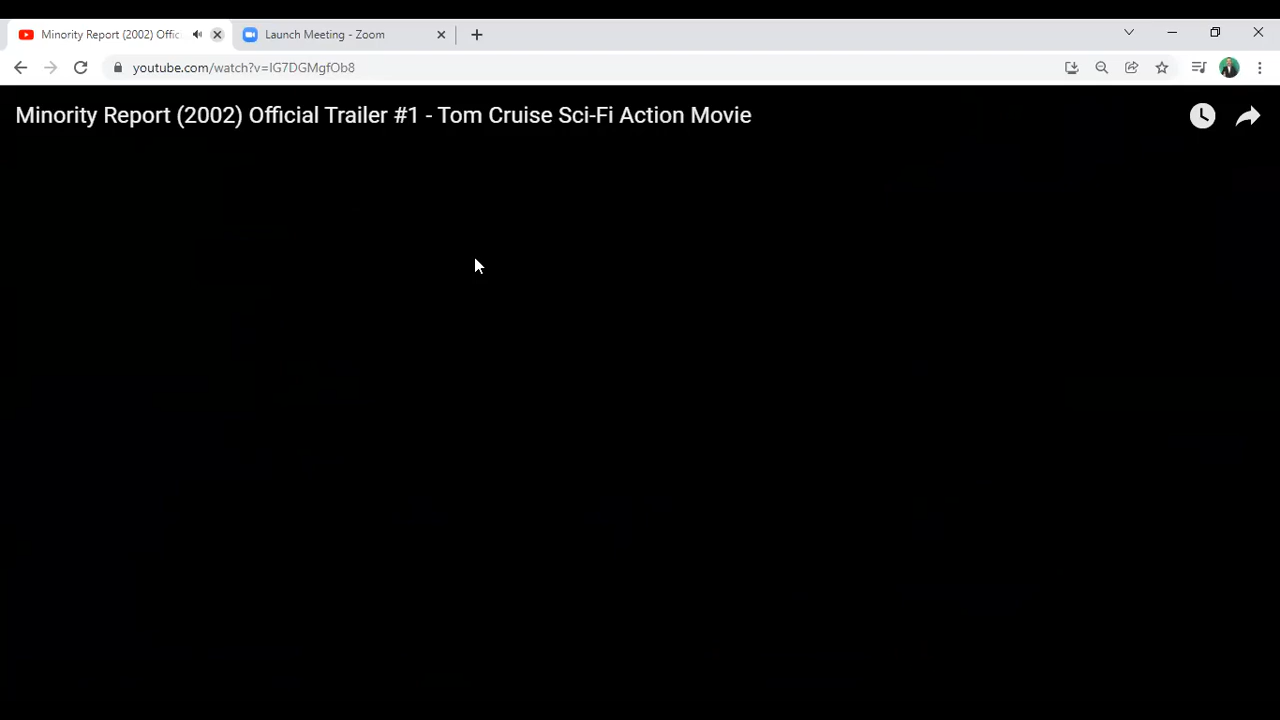 Minority Report (2002) Offic
Launch Meeting - Zoom
youtube.com/watch?v=IG7DGMgfOb8
Minority Report (2002) Official Trailer #1 - Tom Cruise Sci-Fi Action Movie